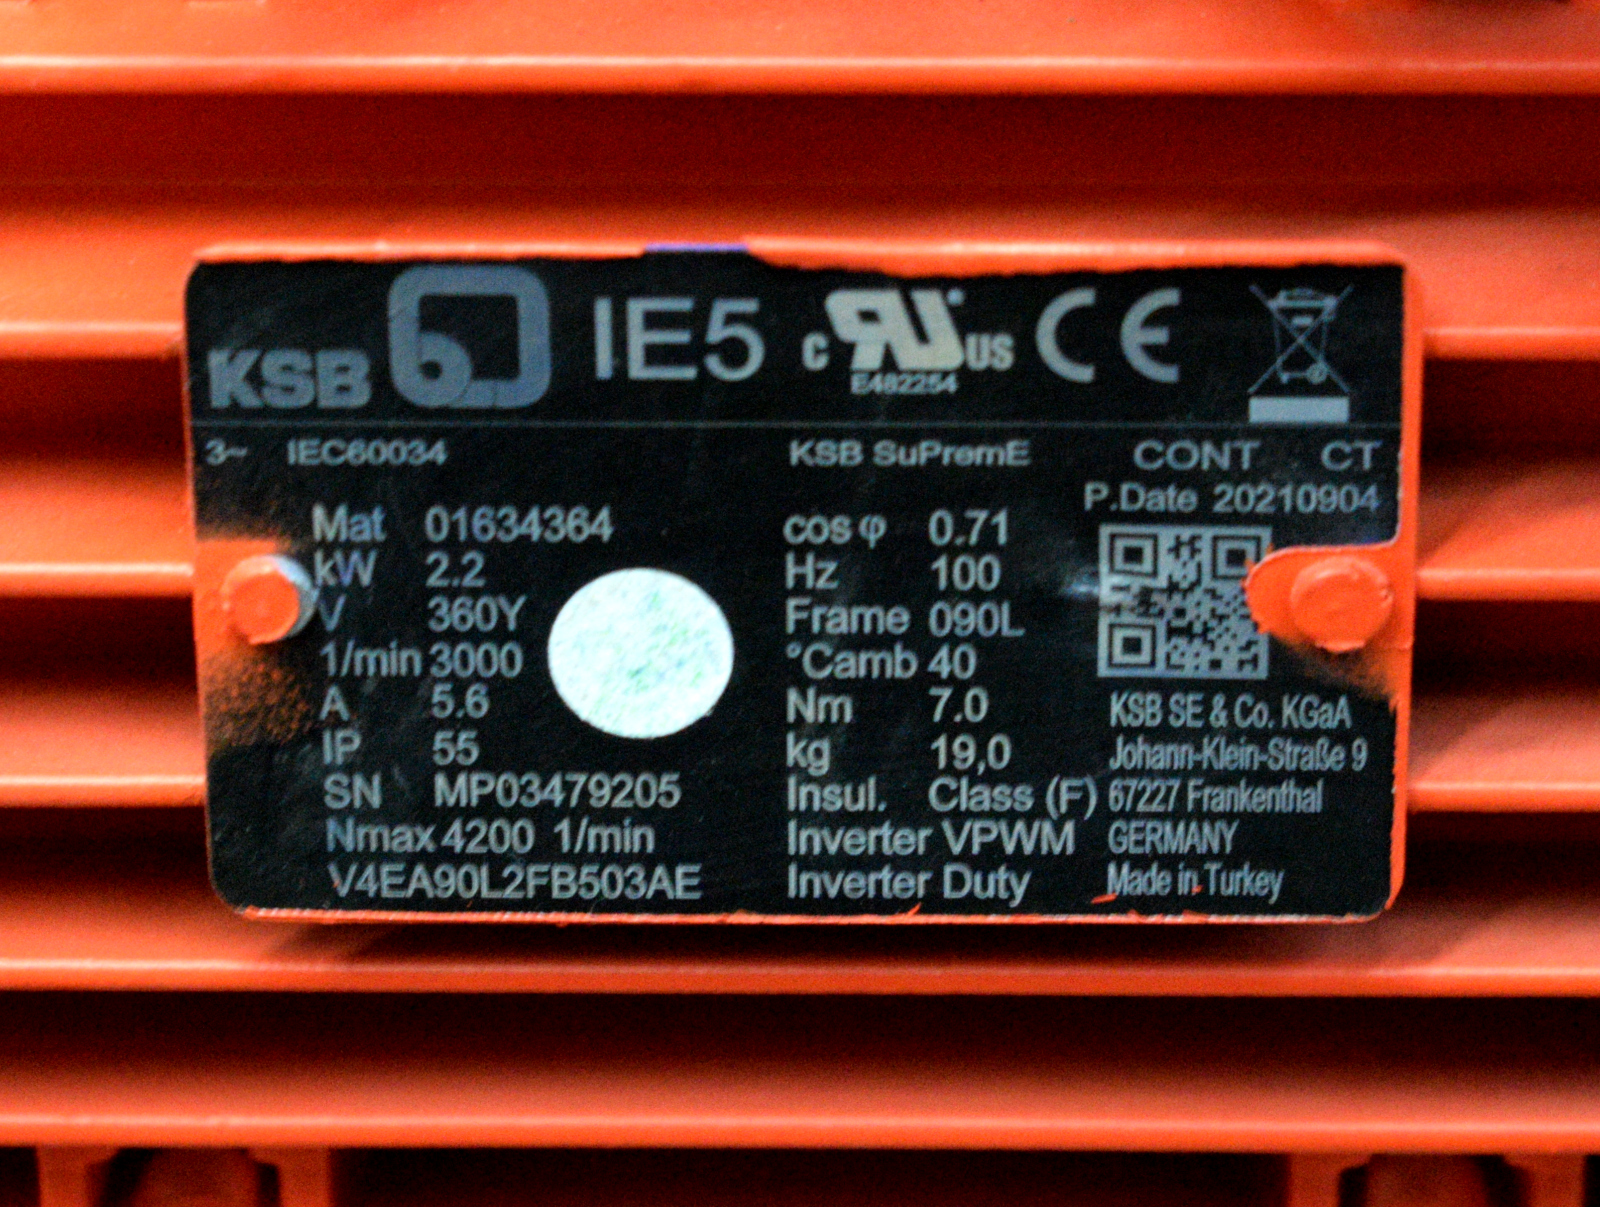 KSB IE5 c RU US CE
E482254
3~ IEC60034 KSB SuPremE CONT CT
P.Date 20210904
Mat 01634364 cos φ 0.71
kW 2.2 Hz 100
V 360Y Frame 090L
1/min 3000 °Camb 40
A 5.6 Nm 7.0
IP 55 kg 19,0
SN MP03479205 Insul. Class (F)
Nmax 4200 1/min Inverter VPWM
V4EA90L2FB503AE Inverter Duty
KSB SE & Co. KGaA
Johann-Klein-Straße 9
67227 Frankenthal
GERMANY
Made in Turkey